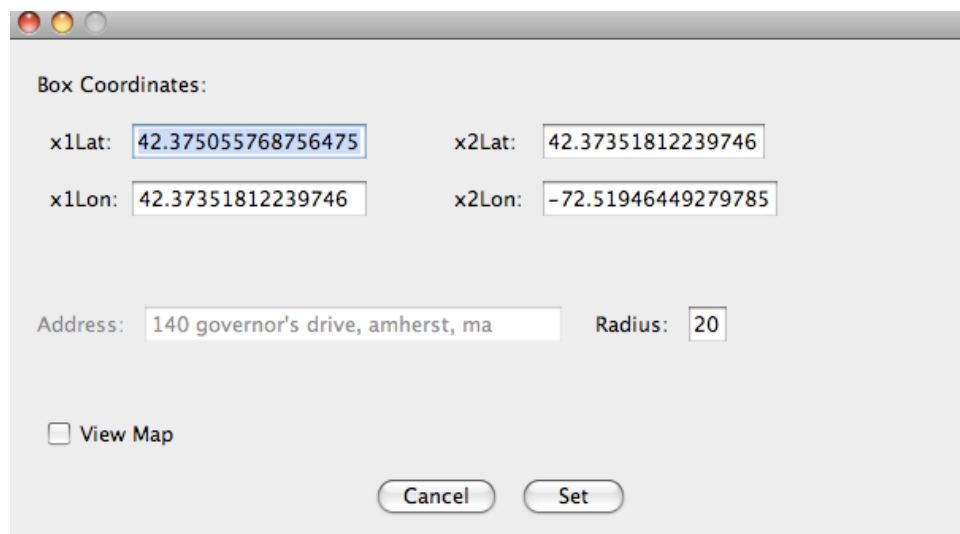 Box Coordinates:
x1Lat: 42.375055768756475 x2Lat: 42.37351812239746
x1Lon: 42.37351812239746 x2Lon: -72.51946449279785
Address: 140 governor's drive, amherst, ma Radius: 20
View Map
Cancel Set